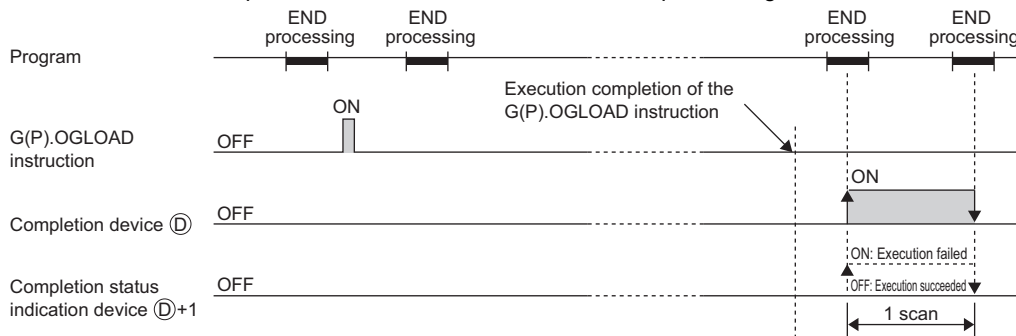 END
processing
END
processing
END
processing
END
processing
Program
Execution completion of the
G(P).OGLOAD instruction
ON
G(P).OGLOAD
instruction
OFF
ON
Completion device Ⓓ
OFF
ON: Execution failed
Completion status
indication device Ⓓ+1
OFF
OFF: Execution succeeded
1 scan